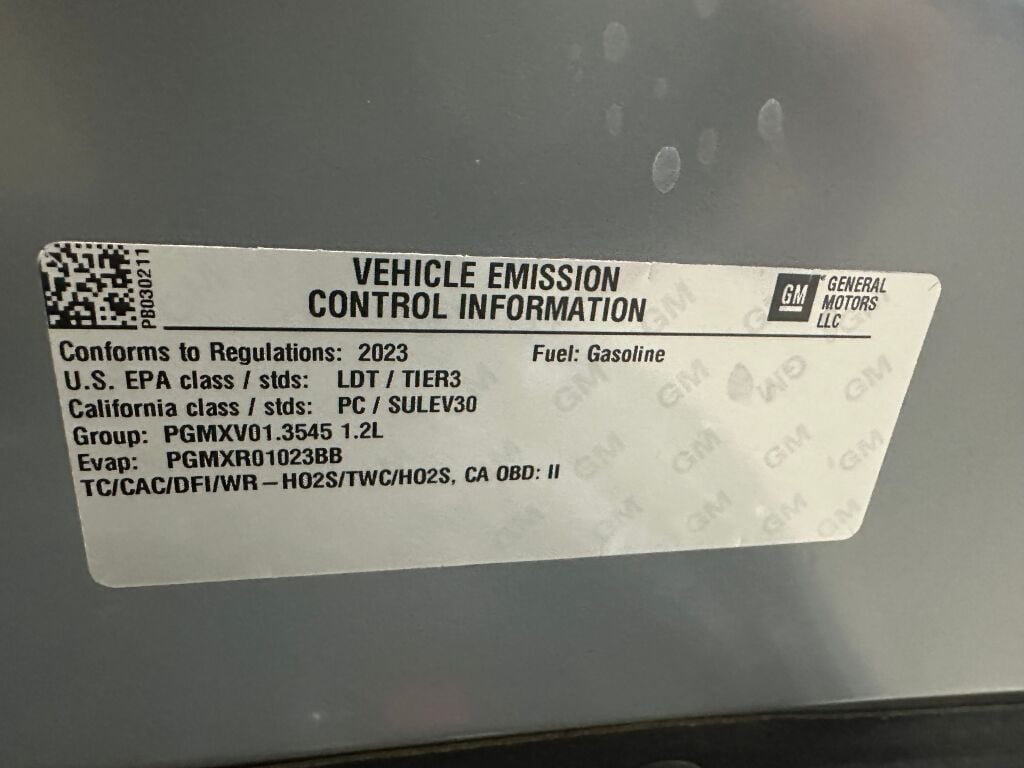 PB030211
VEHICLE EMISSION
CONTROL INFORMATION
GM
GENERAL
MOTORS
LLC
Conforms to Regulations: 2023
Fuel: Gasoline
U.S. EPA class / stds: LDT / TIER3
California class / stds: PC / SULEV30
Group: PGMXV01.3545 1.2L
Evap: PGMXR01023BB
TC/CAC/DFI/WR–HO2S/TWC/HO2S, CA OBD: II